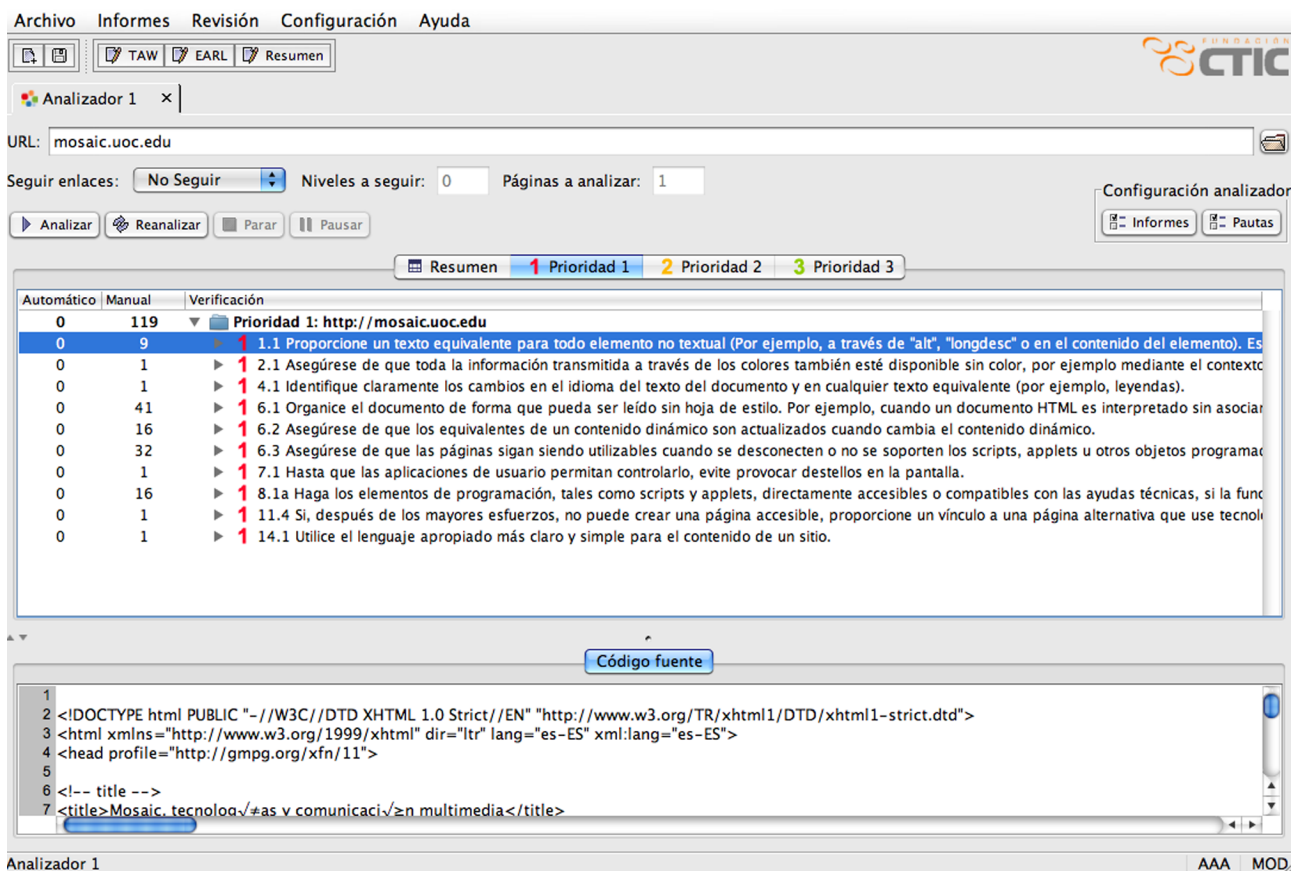 Archivo Informes Revisión Configuración Ayuda
TAW EARL Resumen
FUNDACIÓN
CTIC
Analizador 1 ×
URL: mosaic.uoc.edu
Seguir enlaces: No Seguir Niveles a seguir: 0 Páginas a analizar: 1
Configuración analizador
Analizar Reanalizar Parar Pausar
Informes Pautas
Resumen 1 Prioridad 1 2 Prioridad 2 3 Prioridad 3
Automático Manual Verificación
0 119 Prioridad 1: http://mosaic.uoc.edu
0 9 1 1.1 Proporcione un texto equivalente para todo elemento no textual (Por ejemplo, a través de "alt", "longdesc" o en el contenido del elemento). Es
0 1 1 2.1 Asegúrese de que toda la información transmitida a través de los colores también esté disponible sin color, por ejemplo mediante el contexto
0 1 1 4.1 Identifique claramente los cambios en el idioma del texto del documento y en cualquier texto equivalente (por ejemplo, leyendas).
0 41 1 6.1 Organice el documento de forma que pueda ser leído sin hoja de estilo. Por ejemplo, cuando un documento HTML es interpretado sin asociar
0 16 1 6.2 Asegúrese de que los equivalentes de un contenido dinámico son actualizados cuando cambia el contenido dinámico.
0 32 1 6.3 Asegúrese de que las páginas sigan siendo utilizables cuando se desconecten o no se soporten los scripts, applets u otros objetos programad
0 1 1 7.1 Hasta que las aplicaciones de usuario permitan controlarlo, evite provocar destellos en la pantalla.
0 16 1 8.1a Haga los elementos de programación, tales como scripts y applets, directamente accesibles o compatibles con las ayudas técnicas, si la func
0 1 1 11.4 Si, después de los mayores esfuerzos, no puede crear una página accesible, proporcione un vínculo a una página alternativa que use tecnol
0 1 1 14.1 Utilice el lenguaje apropiado más claro y simple para el contenido de un sitio.
Código fuente
1
2 <!DOCTYPE html PUBLIC "-//W3C//DTD XHTML 1.0 Strict//EN" "http://www.w3.org/TR/xhtml1/DTD/xhtml1-strict.dtd">
3 <html xmlns="http://www.w3.org/1999/xhtml" dir="ltr" lang="es-ES" xml:lang="es-ES">
4 <head profile="http://gmpg.org/xfn/11">
5
6 <!-- title -->
7 <title>Mosaic, tecnolog√≠as y comunicaci√≥n multimedia</title>
Analizador 1 AAA MOD.